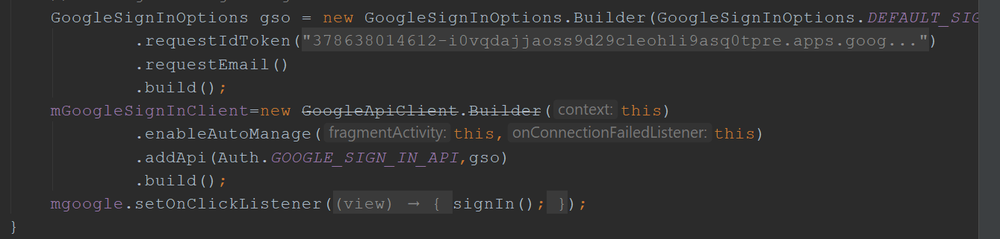 GoogleSignInOptions gso = new GoogleSignInOptions.Builder(GoogleSignInOptions.DEFAULT_SIG
.requestIdToken("378638014612-i0vqdajjaoss9d29cleoh1i9asq0tpre.apps.goog...")
.requestEmail()
.build();
mGoogleSignInClient=new GoogleApiClient.Builder( context: this)
.enableAutoManage( fragmentActivity: this, onConnectionFailedListener: this)
.addApi(Auth.GOOGLE_SIGN_IN_API,gso)
.build();
mgoogle.setOnClickListener((view) → { signIn(); });
}